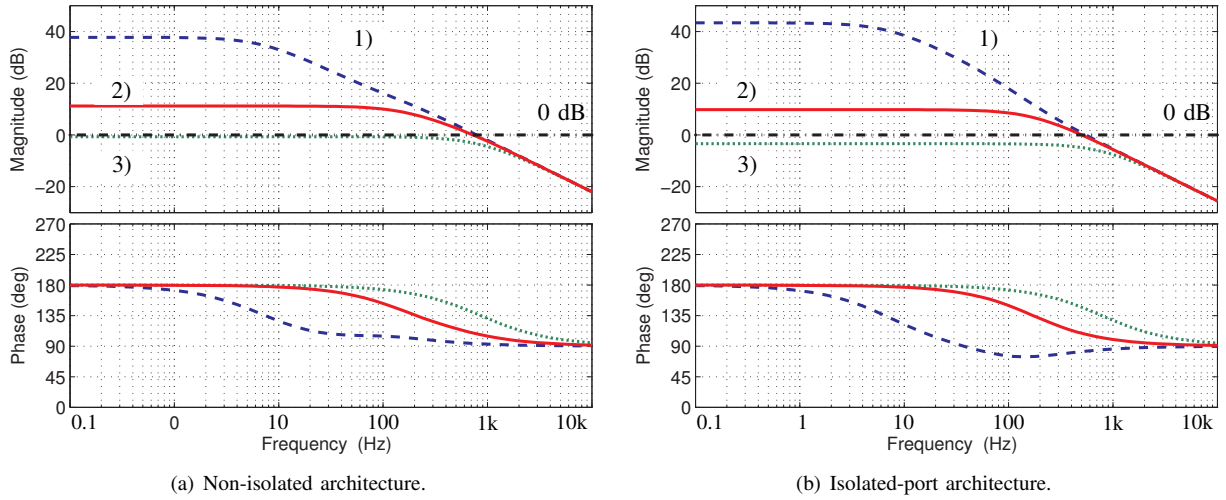 40
20
0
−20
Magnitude (dB)
1)
2)
3)
0 dB
270
225
180
135
90
45
0
Phase (deg)
0.1
0
10
100
1k
10k
Frequency (Hz)
(a) Non-isolated architecture.
40
20
0
−20
Magnitude (dB)
1)
2)
3)
0 dB
270
225
180
135
90
45
0
Phase (deg)
0.1
1
10
100
1k
10k
Frequency (Hz)
(b) Isolated-port architecture.